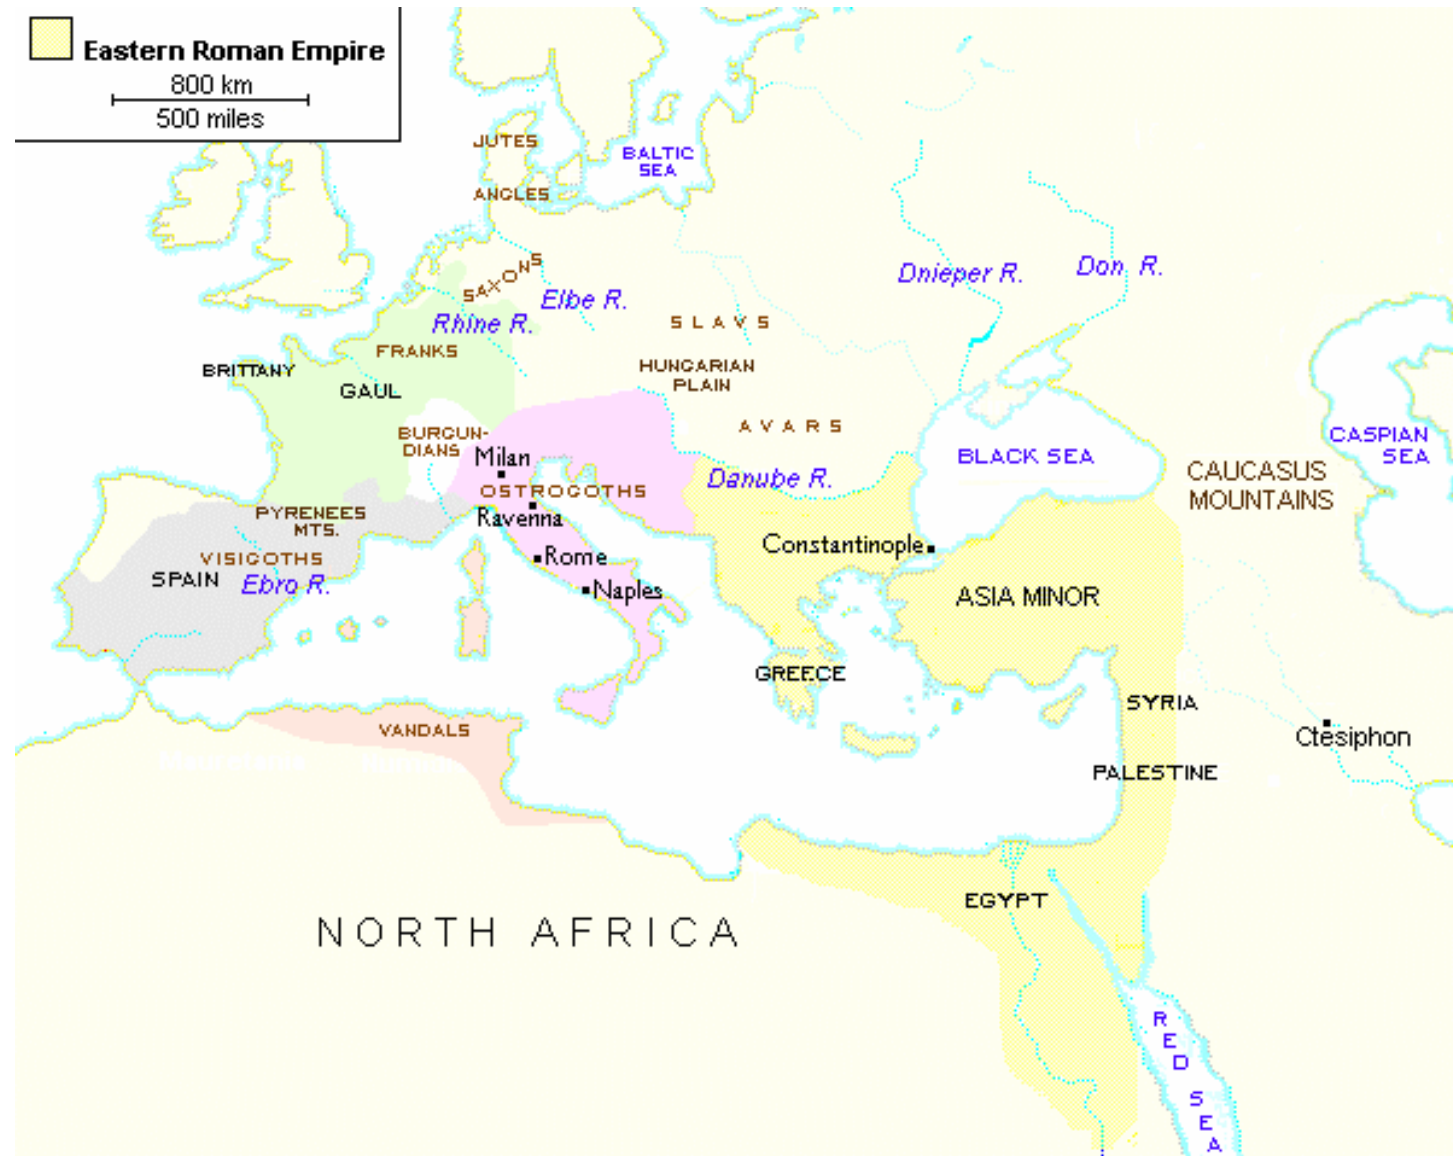 Eastern Roman Empire
800 km
500 miles
JUTES
BALTIC
SEA
ANGLES
SAXONS
Elbe R.
Rhine R.
Dnieper R.
Don R.
SLAVS
FRANKS
BRITTANY
GAUL
HUNGARIAN
PLAIN
BURGUN-
DIANS
AVARS
Milan
BLACK SEA
CASPIAN
SEA
CAUCASUS
MOUNTAINS
Danube R.
OSTROGOTHS
PYRENEES
MTS.
Ravenna
Constantinople
VISIGOTHS
Rome
SPAIN
Ebro R.
Naples
ASIA MINOR
GREECE
SYRIA
VANDALS
Ctesiphon
PALESTINE
EGYPT
NORTH AFRICA
RED SEA